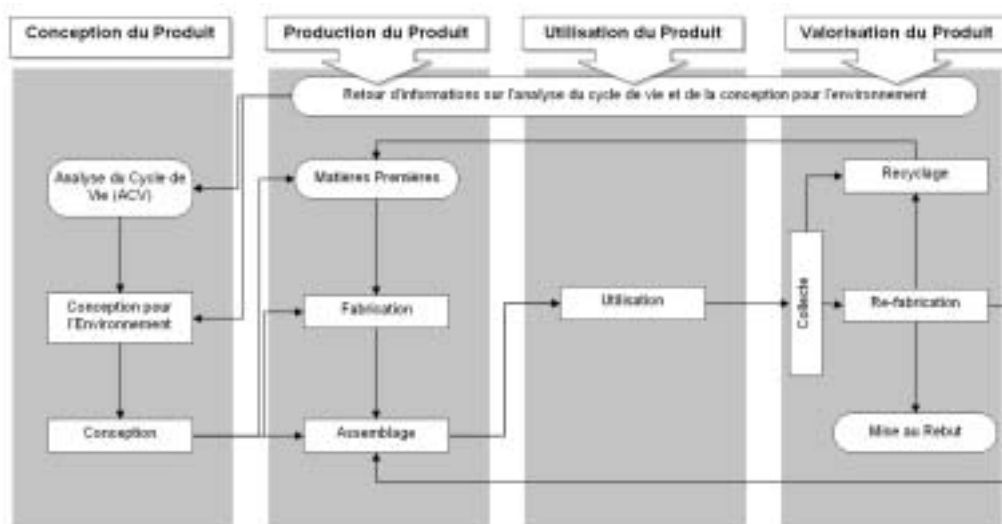 Conception du Produit
Production du Produit
Utilisation du Produit
Valorisation du Produit
Retour d'informations sur l'analyse du cycle de vie et de la conception pour l'environnement
Analyse du Cycle de
Vie (ACV)
Matières Premières
Recyclage
Conception pour
l'Environnement
Fabrication
Utilisation
Collecte
Re-fabrication
Conception
Assemblage
Mise au Rebut